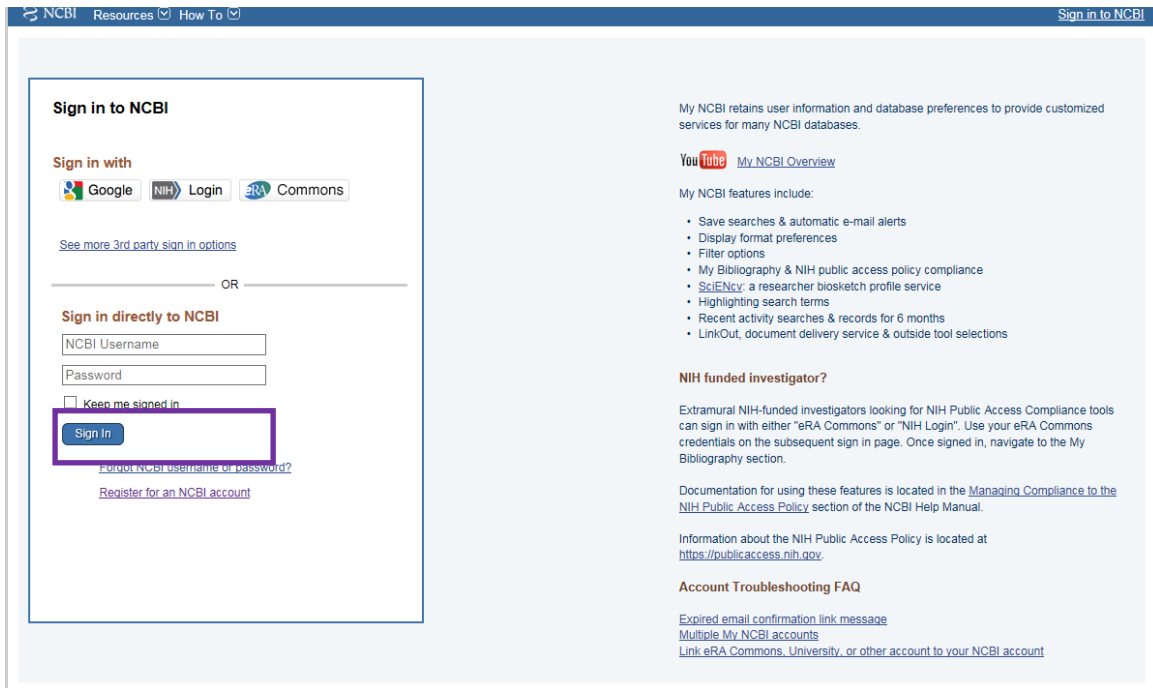 NCBI Resources How To Sign in to NCBI
Sign in to NCBI
Sign in with
Google NIH Login eRA Commons
See more 3rd party sign in options
OR
Sign in directly to NCBI
NCBI Username
Password
Keep me signed in
Sign In
Forgot NCBI username or password?
Register for an NCBI account
My NCBI retains user information and database preferences to provide customized
services for many NCBI databases.
YouTube My NCBI Overview
My NCBI features include:
• Save searches & automatic e-mail alerts
• Display format preferences
• Filter options
• My Bibliography & NIH public access policy compliance
• SciENcv: a researcher biosketch profile service
• Highlighting search terms
• Recent activity searches & records for 6 months
• LinkOut, document delivery service & outside tool selections
NIH funded investigator?
Extramural NIH-funded investigators looking for NIH Public Access Compliance tools
can sign in with either "eRA Commons" or "NIH Login". Use your eRA Commons
credentials on the subsequent sign in page. Once signed in, navigate to the My
Bibliography section.
Documentation for using these features is located in the Managing Compliance to the
NIH Public Access Policy section of the NCBI Help Manual.
Information about the NIH Public Access Policy is located at
https://publicaccess.nih.gov.
Account Troubleshooting FAQ
Expired email confirmation link message
Multiple My NCBI accounts
Link eRA Commons, University, or other account to your NCBI account